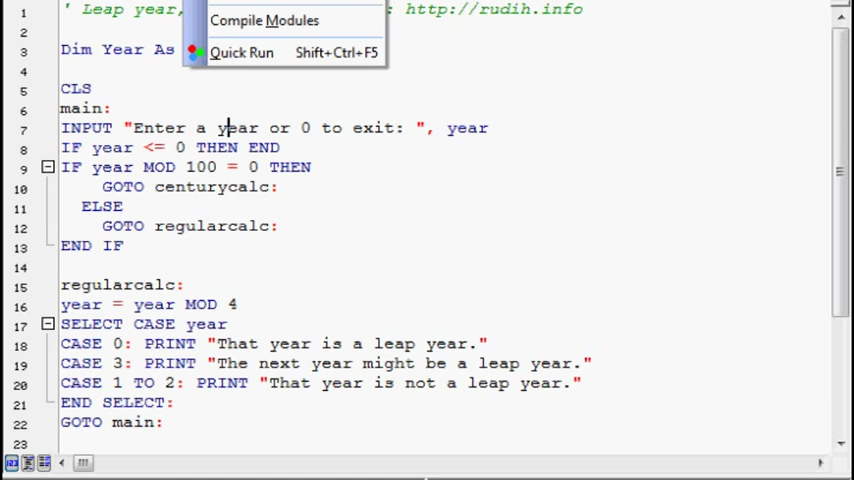 1 ' Leap year, : http://rudih.info
Compile Modules
2
3 Dim Year As
Quick Run Shift+Ctrl+F5
4
5 CLS
6 main:
7 INPUT "Enter a year or 0 to exit: ", year
8 IF year <= 0 THEN END
9 IF year MOD 100 = 0 THEN
10 GOTO centurycalc:
11 ELSE
12 GOTO regularcalc:
13 END IF
14
15 regularcalc:
16 year = year MOD 4
17 SELECT CASE year
18 CASE 0: PRINT "That year is a leap year."
19 CASE 3: PRINT "The next year might be a leap year."
20 CASE 1 TO 2: PRINT "That year is not a leap year."
21 END SELECT:
22 GOTO main:
23